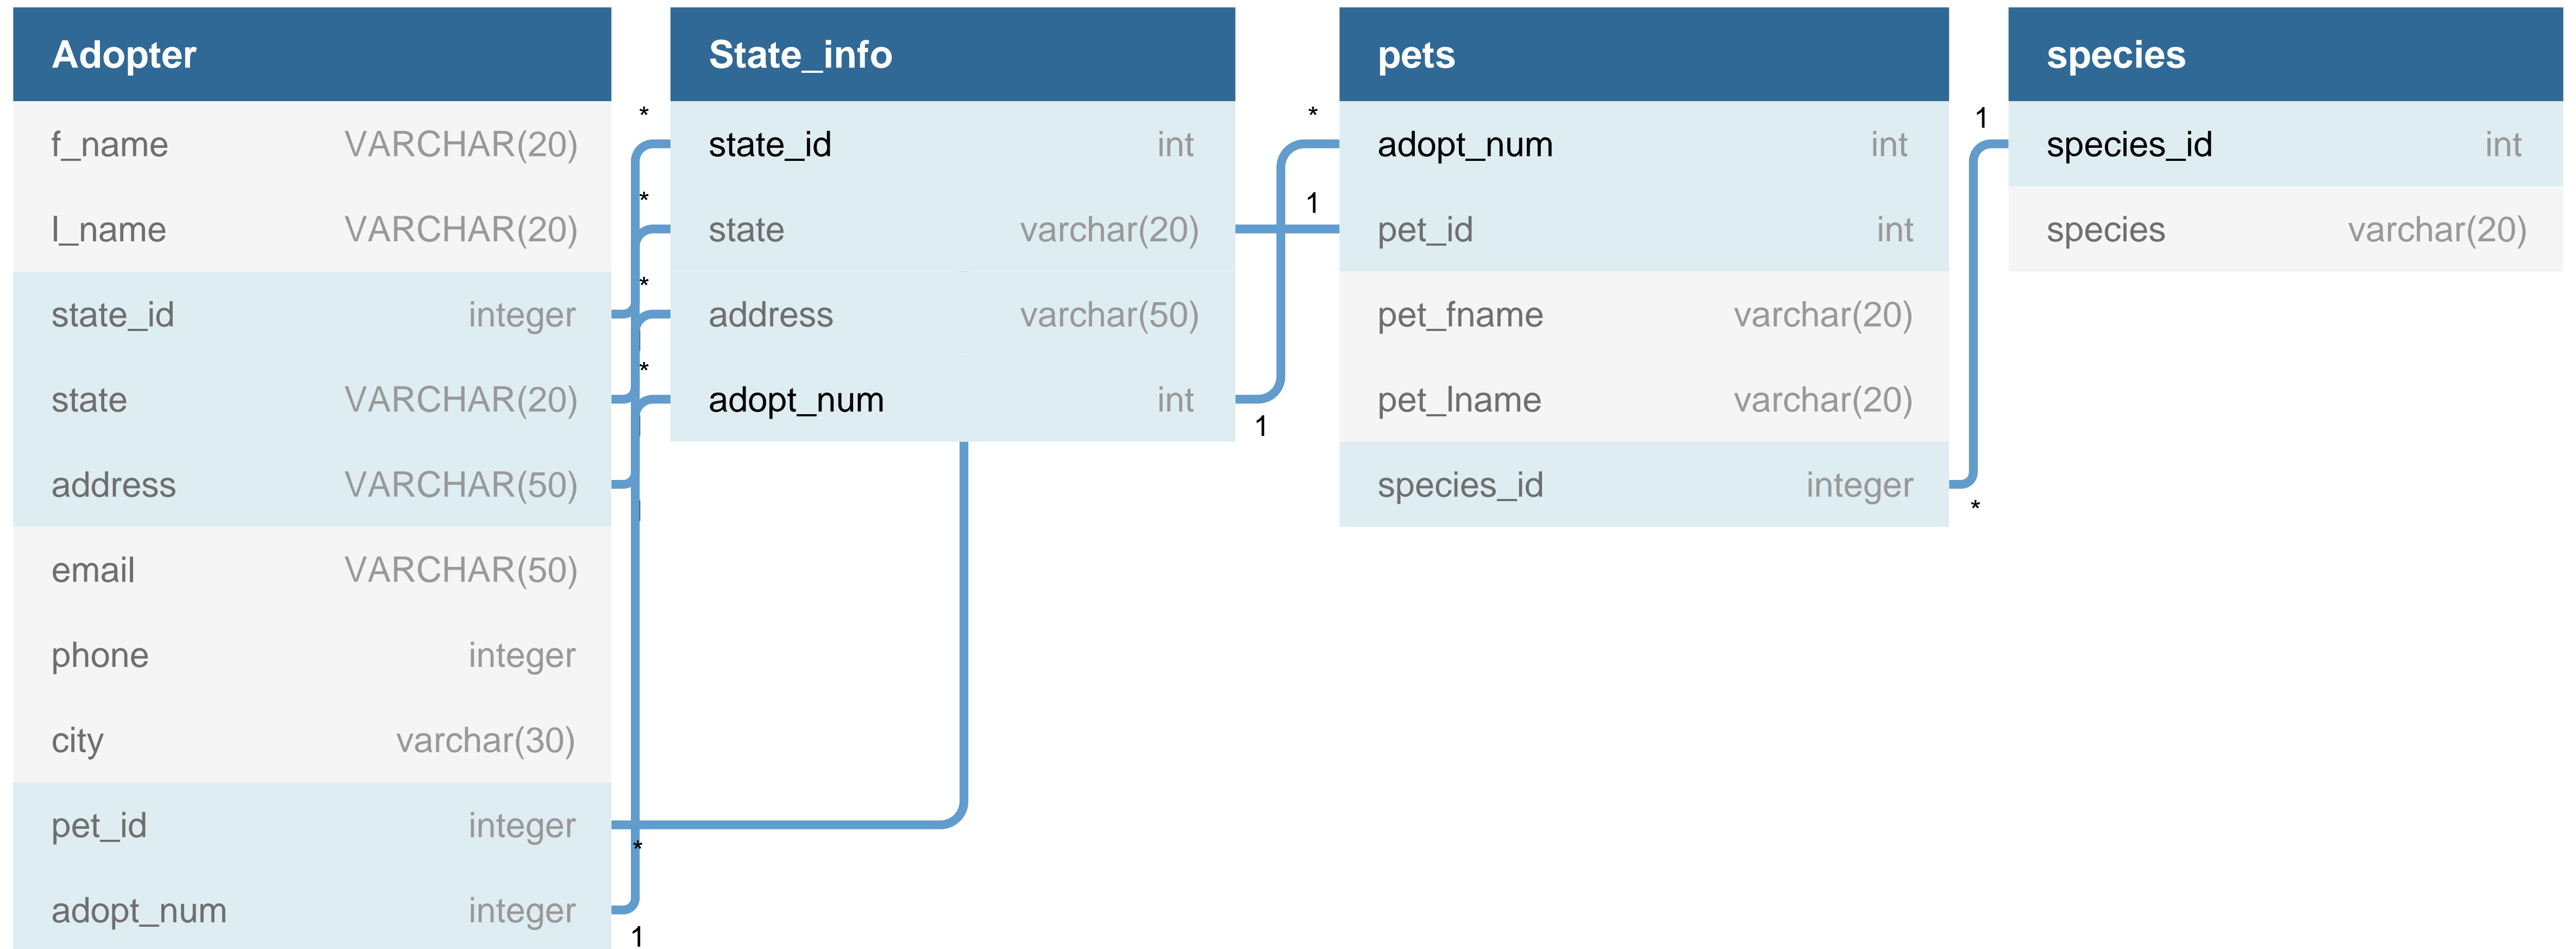 Adopter
f_name VARCHAR(20)
l_name VARCHAR(20)
state_id integer
state VARCHAR(20)
address VARCHAR(50)
email VARCHAR(50)
phone integer
city varchar(30)
pet_id integer
*
adopt_num integer
1
State_info
*
state_id int
*
state varchar(20)
*
address varchar(50)
*
adopt_num int
1
pets
*
adopt_num int
1
pet_id int
pet_fname varchar(20)
pet_lname varchar(20)
species_id integer
*
species
1
species_id int
species varchar(20)